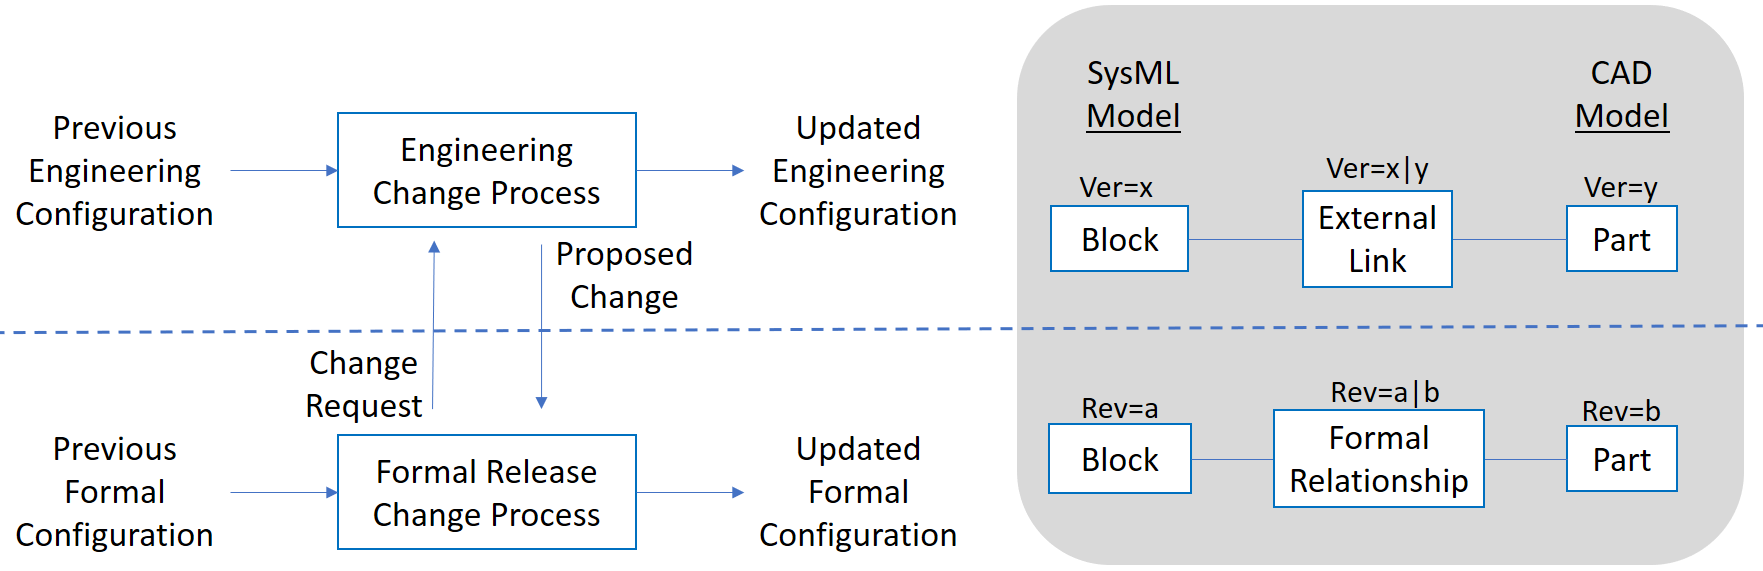 Previous
Engineering
Configuration
Engineering
Change Process
Updated
Engineering
Configuration
Proposed
Change
Change
Request
Previous
Formal
Configuration
Formal Release
Change Process
Updated
Formal
Configuration
SysML
Model
CAD
Model
Ver=x
Block
Ver=x|y
External
Link
Ver=y
Part
Rev=a
Block
Rev=a|b
Formal
Relationship
Rev=b
Part